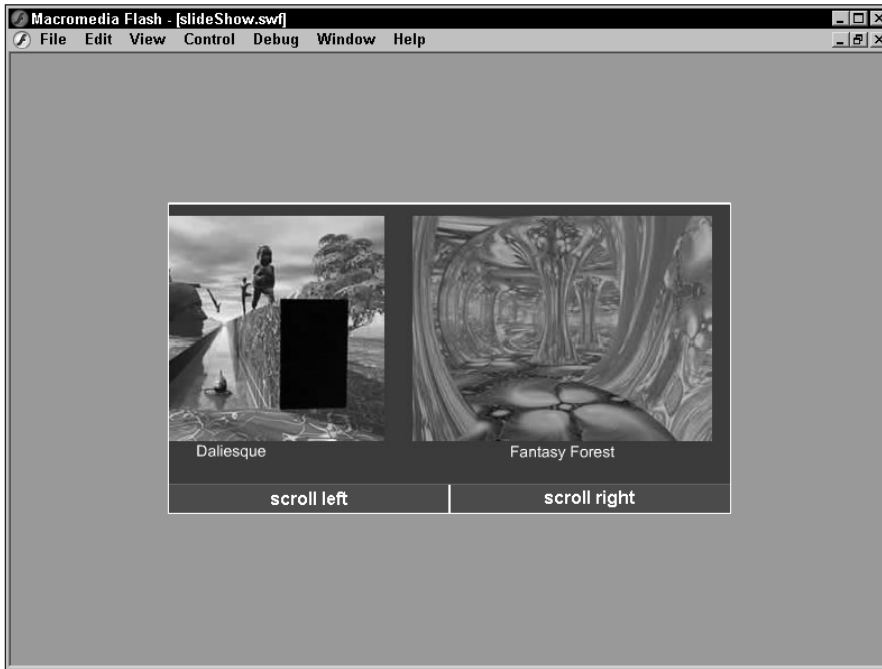 Macromedia Flash - [slideShow.swf]
File Edit View Control Debug Window Help
Daliesque Fantasy Forest
scroll left scroll right